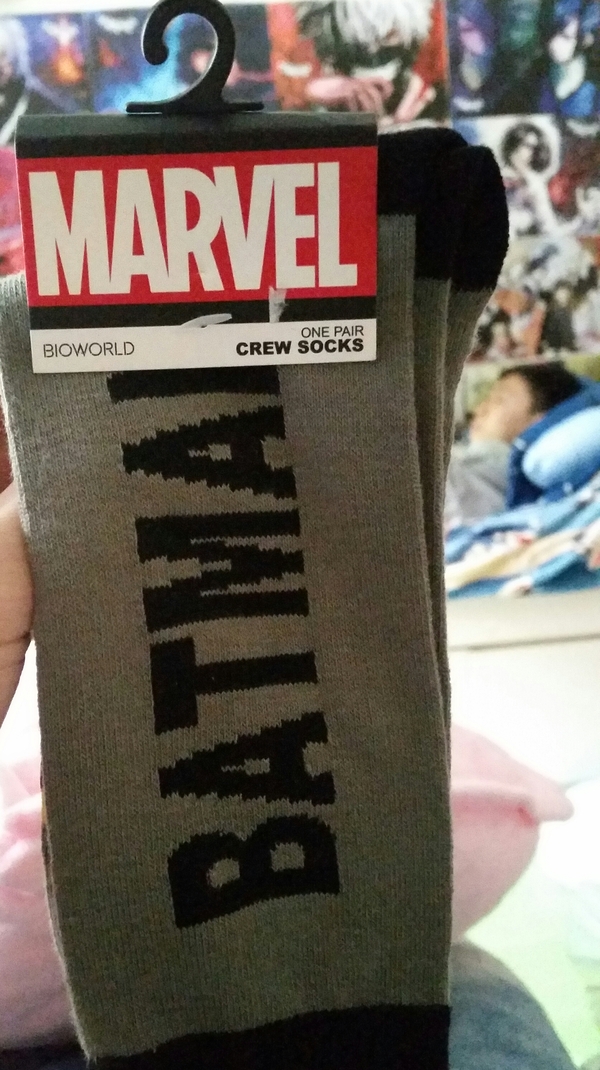 MARVEL
BIOWORLD
ONE PAIR
CREW SOCKS
BATMAN